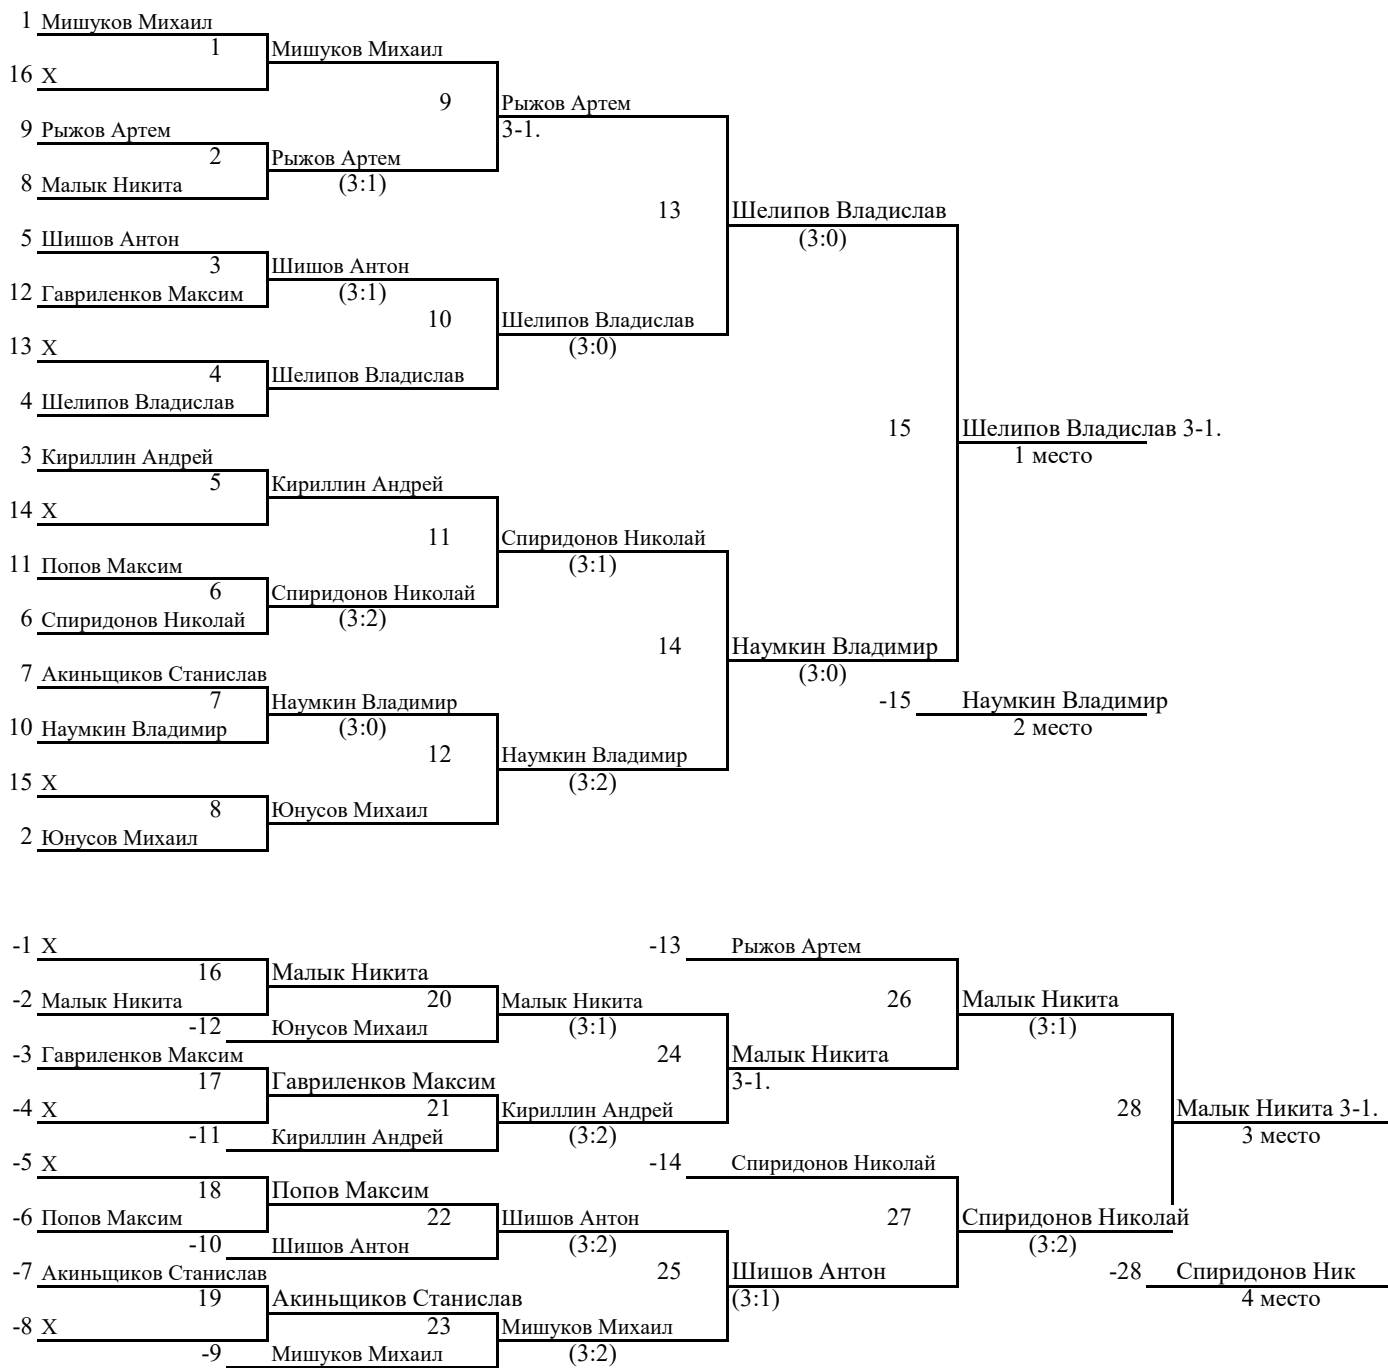 1 Мишуков Михаил
1 Мишуков Михаил
16 X
9 Рыжов Артем
9 Рыжов Артем 3-1.
2 Рыжов Артем
8 Малык Никита (3:1)
13 Шелипов Владислав
5 Шишов Антон (3:0)
3 Шишов Антон
12 Гавриленков Максим (3:1)
10 Шелипов Владислав
13 X (3:0)
4 Шелипов Владислав
4 Шелипов Владислав
15 Шелипов Владислав 3-1.
3 Кириллин Андрей 1 место
5 Кириллин Андрей
14 X
11 Спиридонов Николай
11 Попов Максим (3:1)
6 Спиридонов Николай
6 Спиридонов Николай (3:2)
14 Наумкин Владимир
7 Акиньщиков Станислав (3:0)
7 Наумкин Владимир -15 Наумкин Владимир
10 Наумкин Владимир (3:0) 2 место
12 Наумкин Владимир
15 X (3:2)
8 Юнусов Михаил
2 Юнусов Михаил
-1 X -13 Рыжов Артем
16 Малык Никита
-2 Малык Никита 20 Малык Никита 26 Малык Никита
-12 Юнусов Михаил (3:1) (3:1)
-3 Гавриленков Максим 24 Малык Никита
17 Гавриленков Максим 3-1.
-4 X 21 Кириллин Андрей 28 Малык Никита 3-1.
-11 Кириллин Андрей (3:2) 3 место
-5 X -14 Спиридонов Николай
18 Попов Максим
-6 Попов Максим 22 Шишов Антон 27 Спиридонов Николай
-10 Шишов Антон (3:2) (3:2)
-7 Акиньщиков Станислав 25 Шишов Антон -28 Спиридонов Ник
19 Акиньщиков Станислав (3:1) 4 место
-8 X 23 Мишуков Михаил
-9 Мишуков Михаил (3:2)